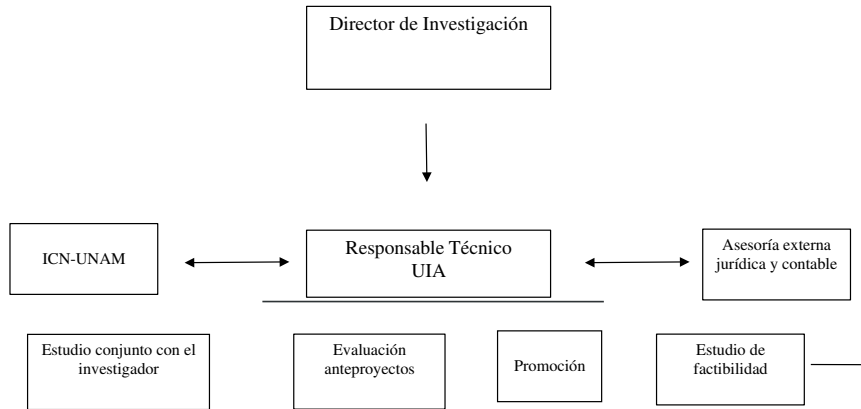 Director de Investigación
ICN-UNAM
Responsable Técnico
UIA
Asesoría externa
jurídica y contable
Estudio conjunto con el
investigador
Evaluación
anteproyectos
Promoción
Estudio de
factibilidad